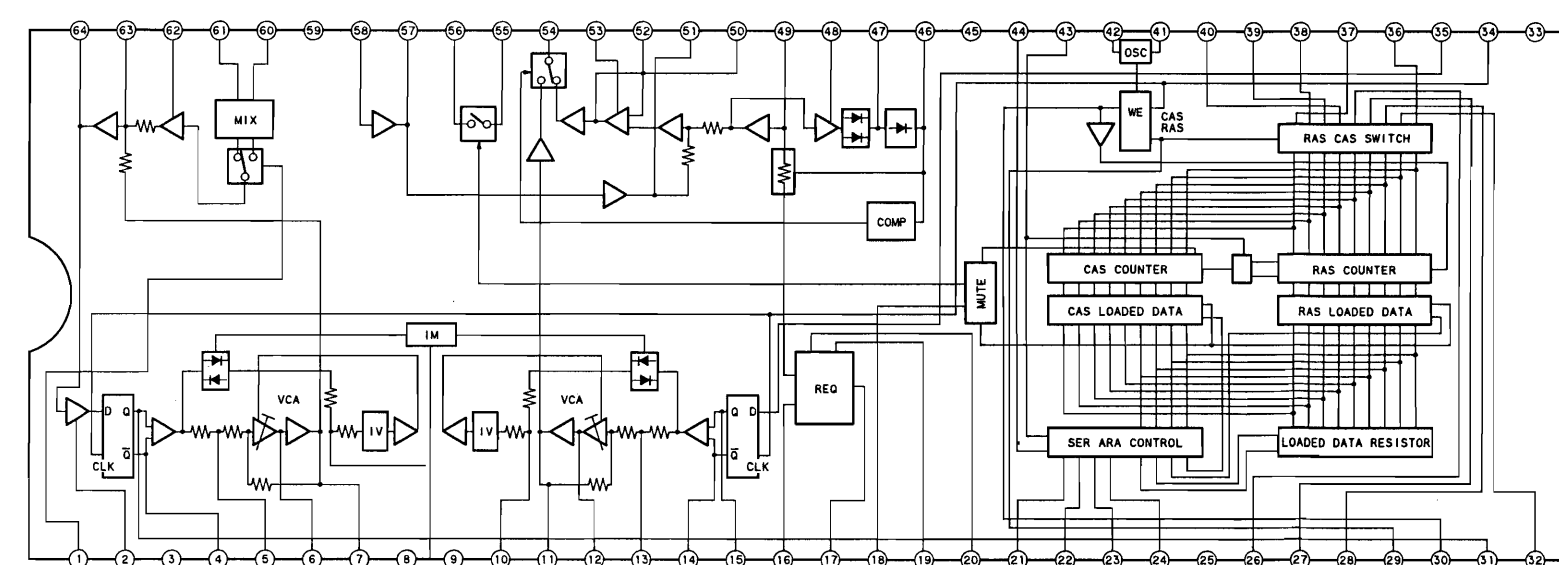 64 63 62 61 60 59 58 57 56 55 54 53 52 51 50 49 48 47 46 45 44 43 42 41 40 39 38 37 36 35 34 33
OSC
MIX
WE
CAS
RAS
RAS CAS SWITCH
COMP
MUTE
CAS COUNTER
RAS COUNTER
CAS LOADED DATA
RAS LOADED DATA
IM
REQ
VCA
VCA
D Q
Q̅
CLK
IV
IV
Q D
Q̅
CLK
SER ARA CONTROL
LOADED DATA RESISTOR
1 2 3 4 5 6 7 8 9 10 11 12 13 14 15 16 17 18 19 20 21 22 23 24 25 26 27 28 29 30 31 32